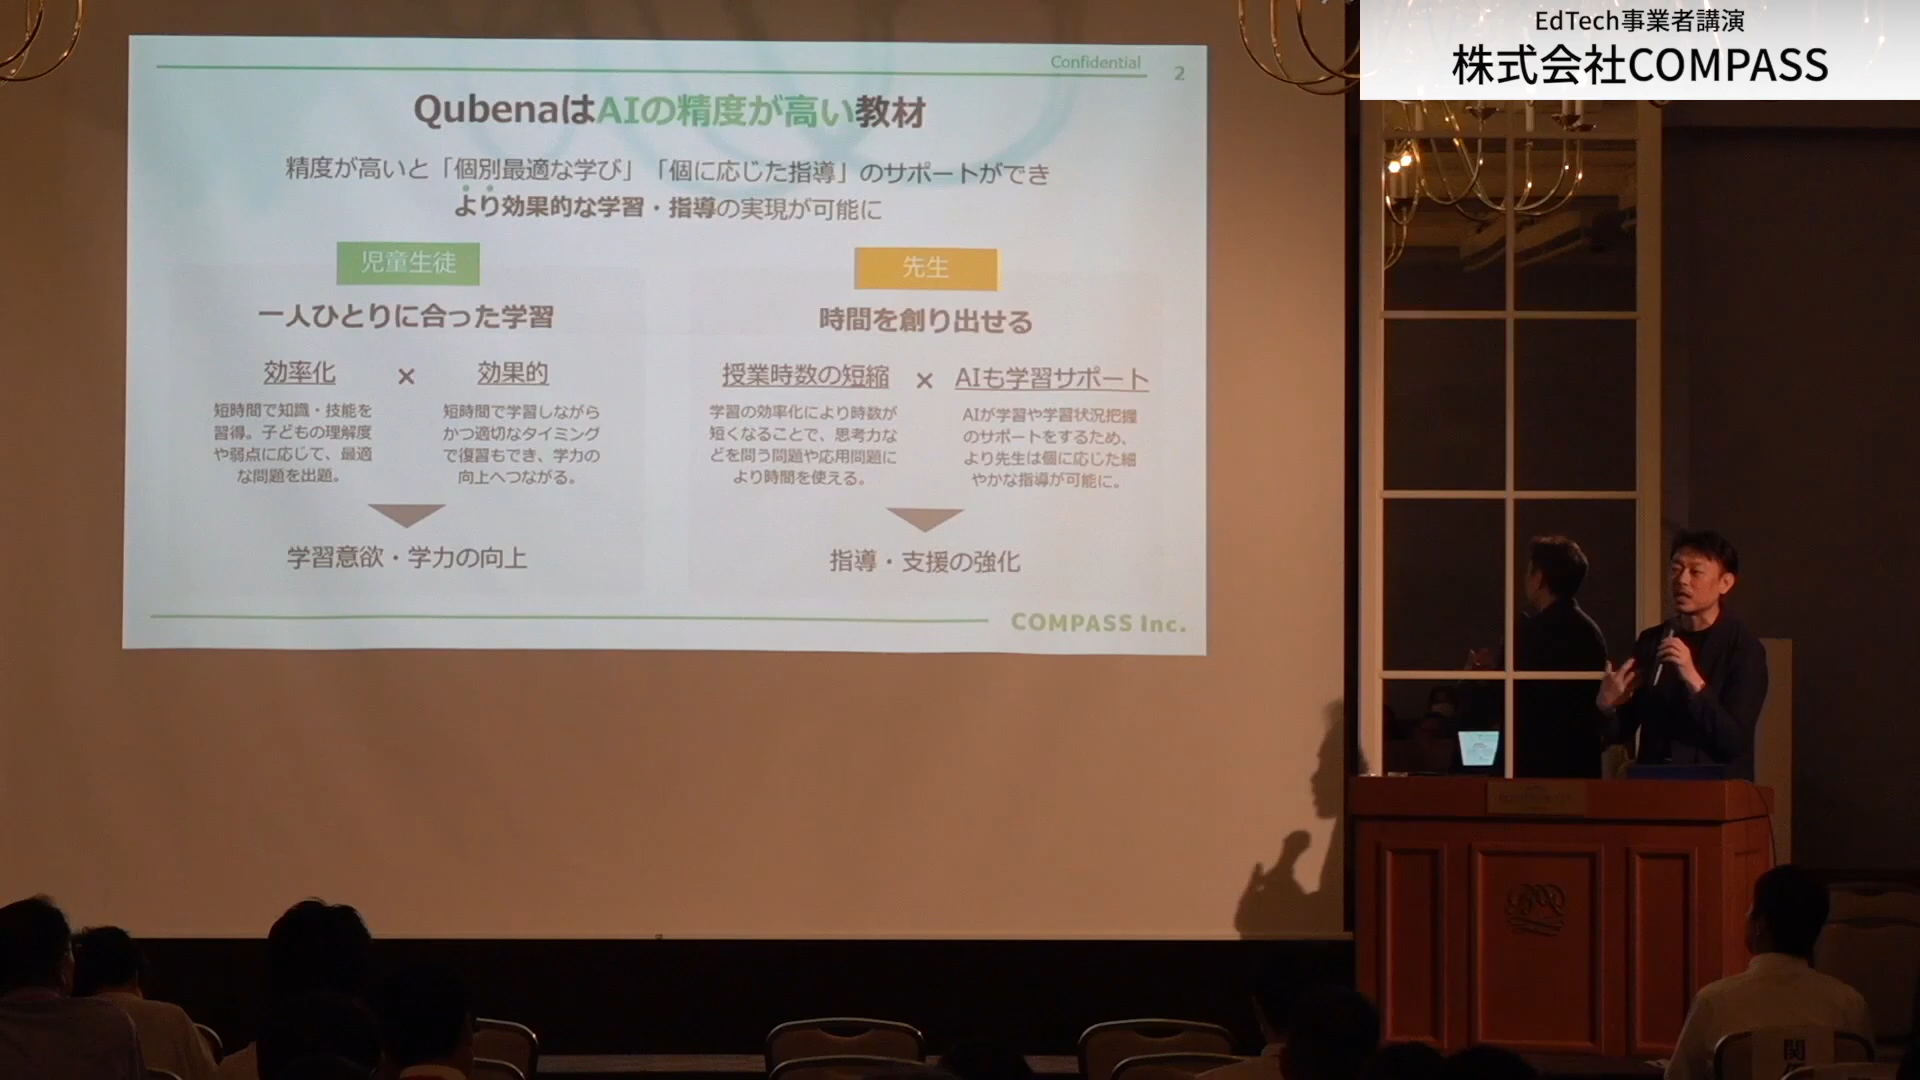 EdTech事業者講演
株式会社COMPASS
Confidential
2
QubenaはAIの精度が高い教材
精度が高いと「個別最適な学び」「個に応じた指導」のサポートができ
より効果的な学習・指導の実現が可能に
児童生徒
一人ひとりに合った学習
効率化 × 効果的
短時間で知識・技能を
習得。子どもの理解度
や弱点に応じて、最適
な問題を出題。
短時間で学習しながら
かつ適切なタイミング
で復習もでき、学力の
向上へつながる。
学習意欲・学力の向上
先生
時間を創り出せる
授業時数の短縮 × AIも学習サポート
学習の効率化により時数が
短くなることで、思考力な
どを問う問題や応用問題に
より時間を使える。
AIが学習や学習状況把握
のサポートをするため、
より先生は個に応じた細
やかな指導が可能に。
指導・支援の強化
COMPASS Inc.
関